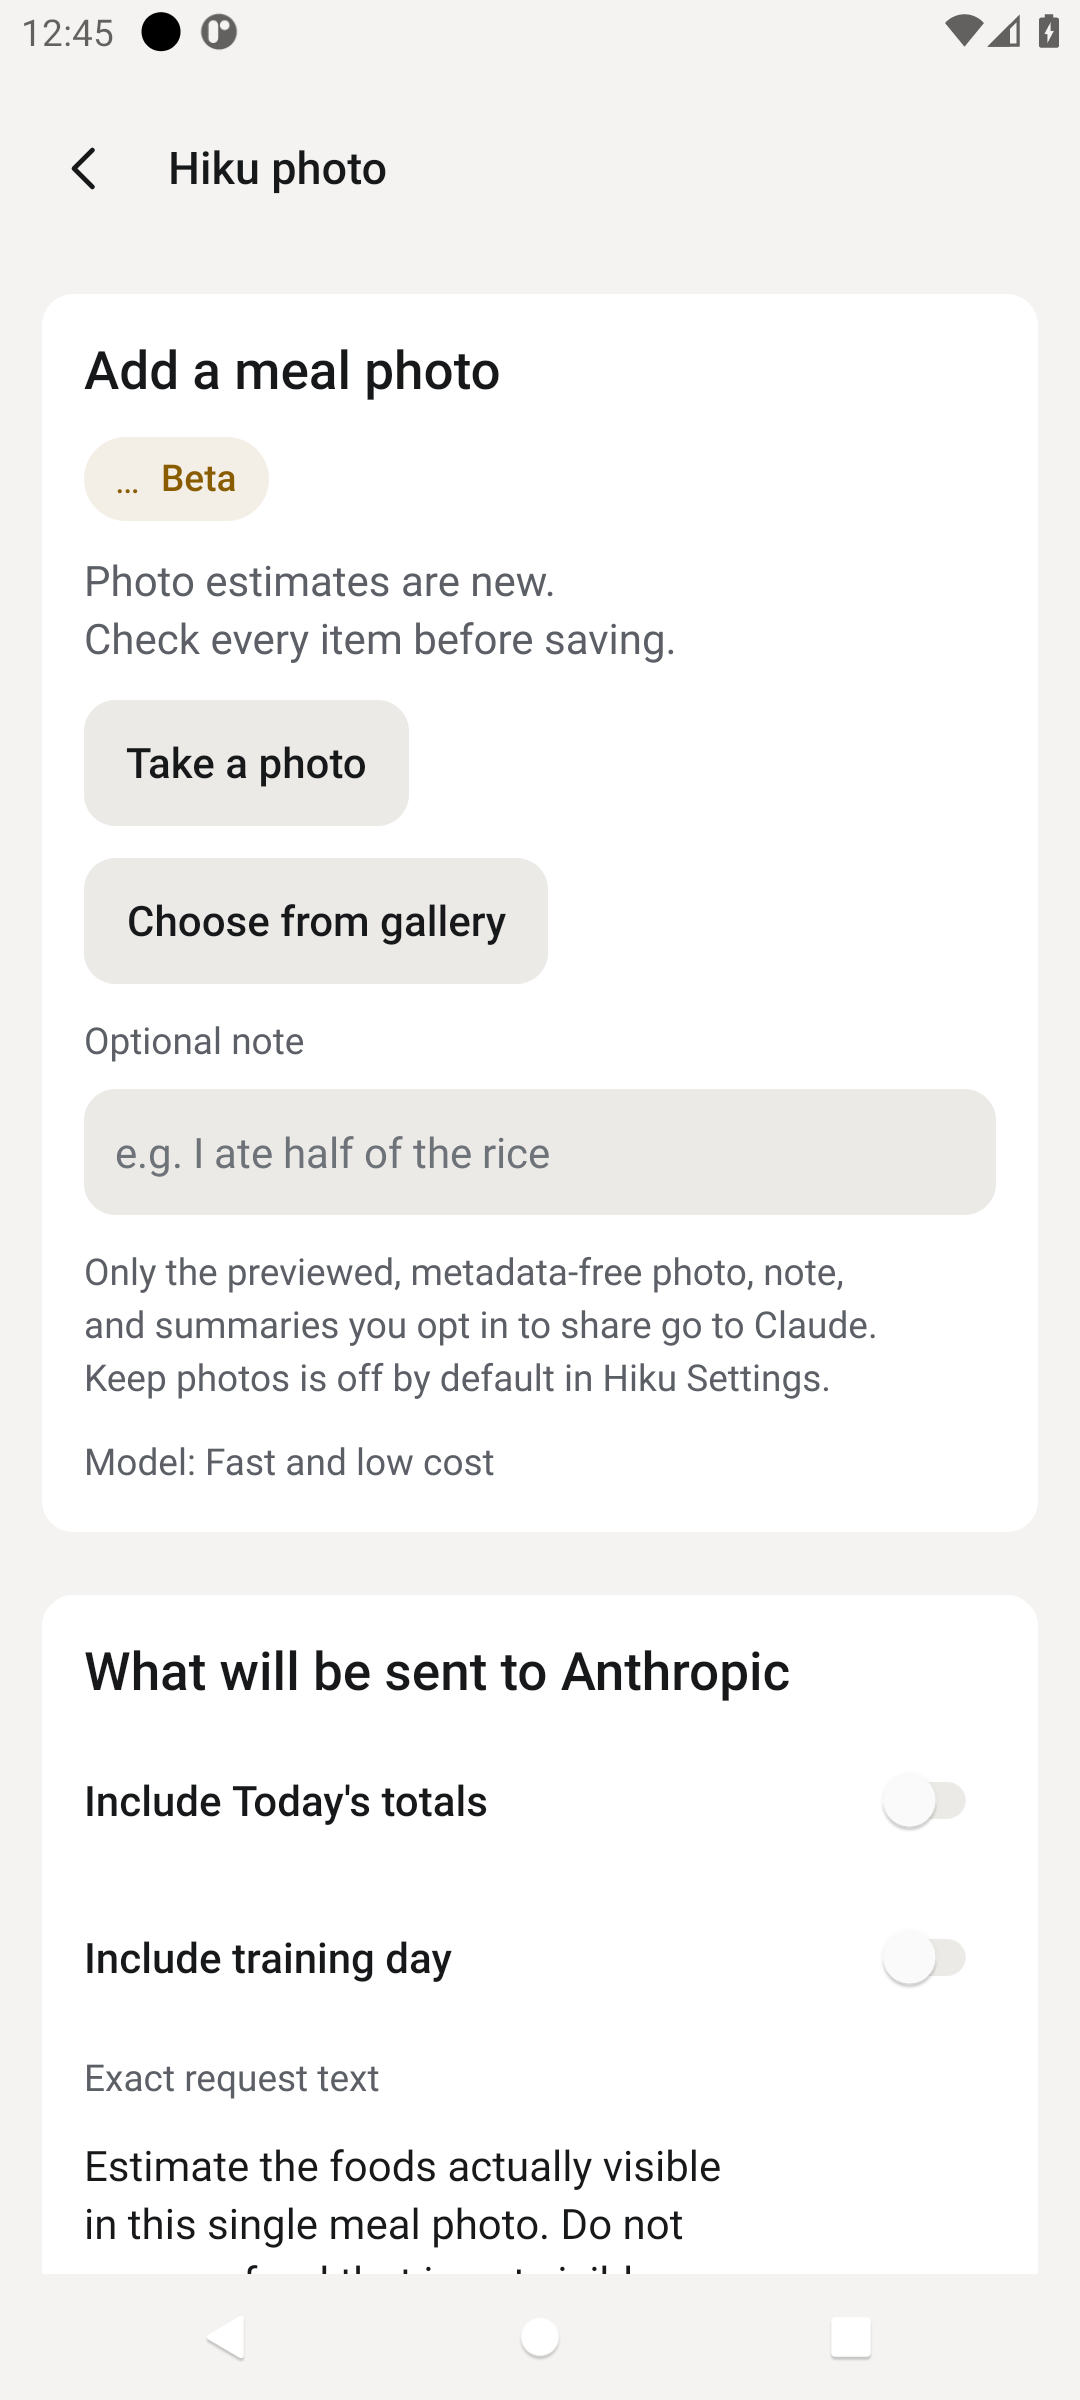 12:45
Hiku photo
Add a meal photo
... Beta
Photo estimates are new.
Check every item before saving.
Take a photo
Choose from gallery
Optional note
e.g. I ate half of the rice
Only the previewed, metadata-free photo, note,
and summaries you opt in to share go to Claude.
Keep photos is off by default in Hiku Settings.
Model: Fast and low cost
What will be sent to Anthropic
Include Today's totals
Include training day
Exact request text
Estimate the foods actually visible
in this single meal photo. Do not